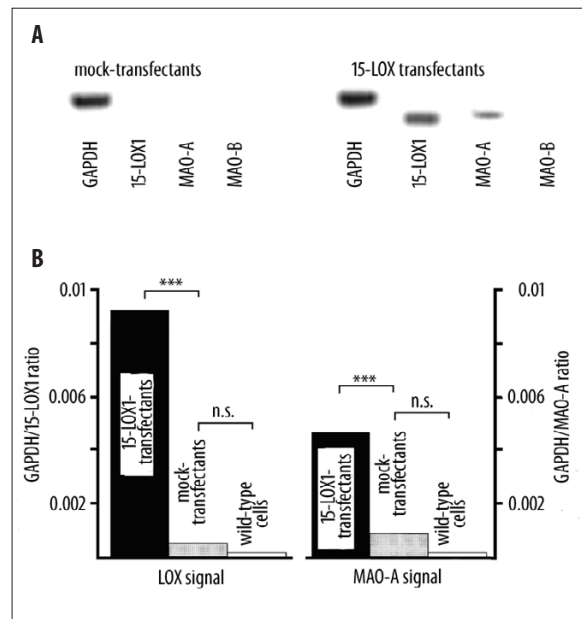 A
mock-transfectants
15-LOX transfectants
GAPDH
15-LOX1
MAO-A
MAO-B
GAPDH
15-LOX1
MAO-A
MAO-B
B
GAPDH/15-LOX1 ratio
0.01
0.006
0.002
***
n.s.
15-LOX1-
transfectants
mock-
transfectants
wild-type
cells
LOX signal
***
n.s.
15-LOX1-
transfectants
mock-
transfectants
wild-type
cells
MAO-A signal
0.01
0.006
0.002
GAPDH/MAO-A ratio